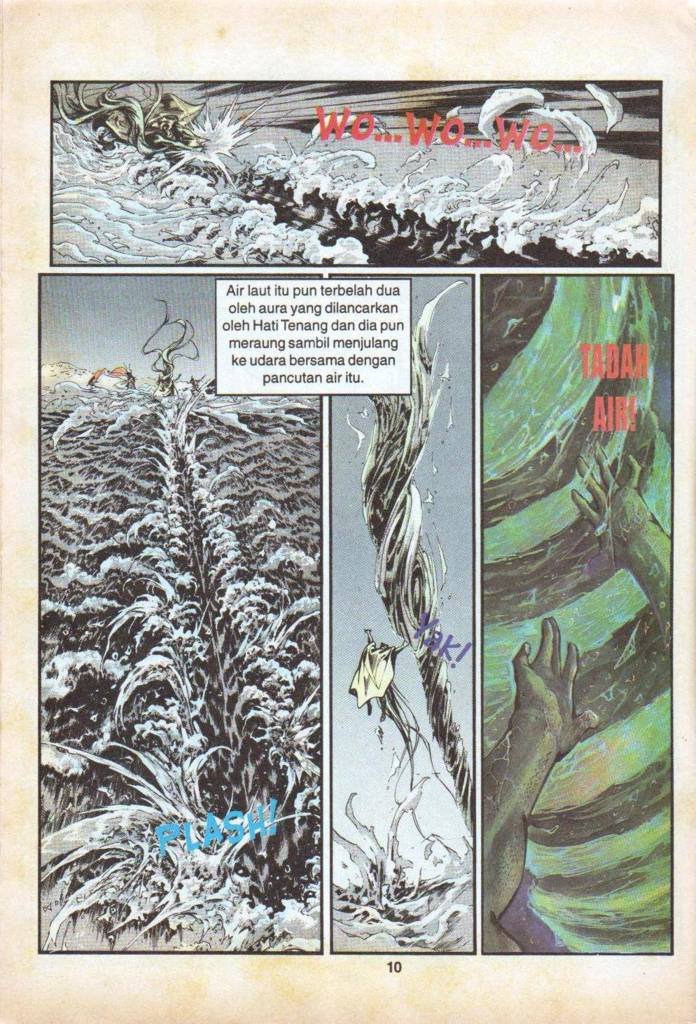 WO...WO...WO...
Air laut itu pun terbelah dua
oleh aura yang dilancarkan
oleh Hati Tenang dan dia pun
meraung sambil menjulang
ke udara bersama dengan
pancutan air itu.
TADAH
AIR!
YAK!
PLASH!
10